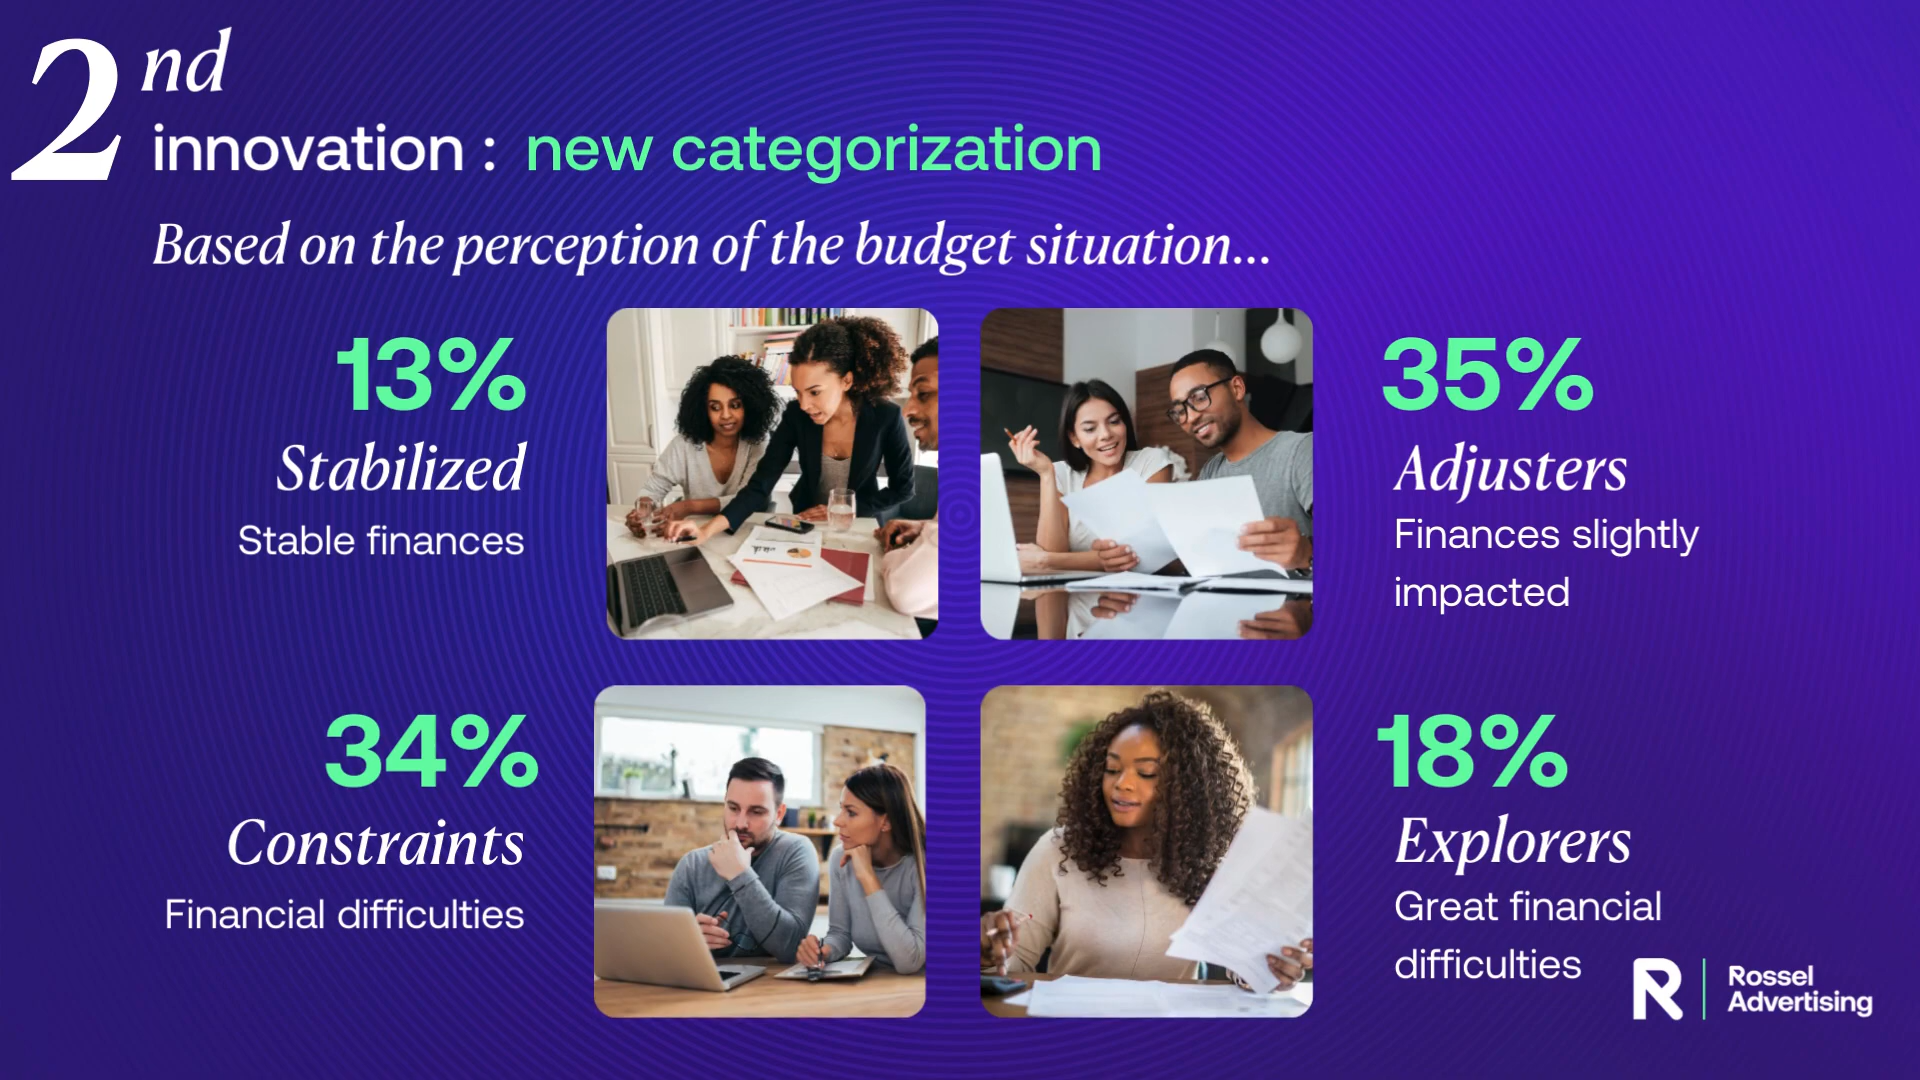 2nd
innovation : new categorization
Based on the perception of the budget situation...
13%
Stabilized
Stable finances
35%
Adjusters
Finances slightly
impacted
34%
Constraints
Financial difficulties
18%
Explorers
Great financial
difficulties
R
Rossel
Advertising